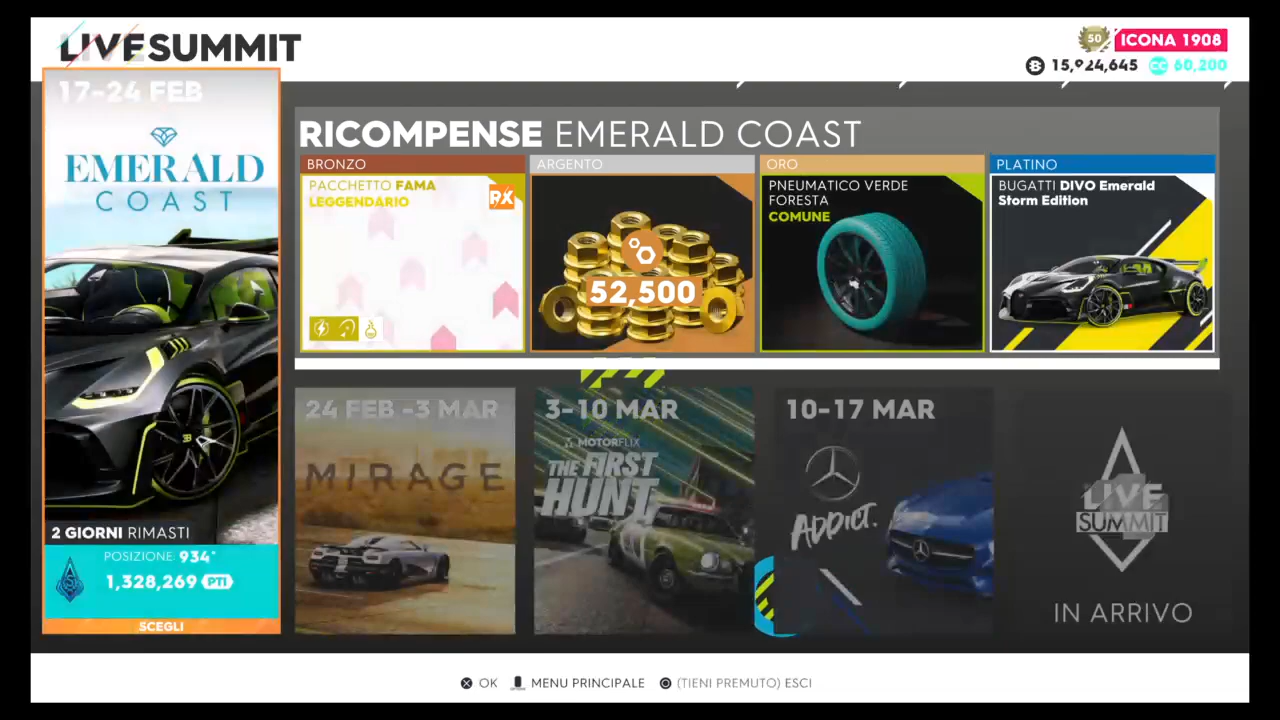 LIVESUMMIT
50 ICONA 1908
15,924,645 CC 60,200
17-24 FEB
EMERALD
COAST
2 GIORNI RIMASTI
POSIZIONE: 934°
1,328,269 PTI
SCEGLI
RICOMPENSE EMERALD COAST
BRONZO
PACCHETTO FAMA
LEGGENDARIO
RX
ARGENTO
52,500
ORO
PNEUMATICO VERDE
FORESTA
COMUNE
PLATINO
BUGATTI DIVO Emerald
Storm Edition
24 FEB -3 MAR
MIRAGE
3-10 MAR
MOTORFLIX
THE FIRST
HUNT
10-17 MAR
ADDICT.
LIVE
SUMMIT
IN ARRIVO
OK
OPTIONS
MENU PRINCIPALE
(TIENI PREMUTO) ESCI